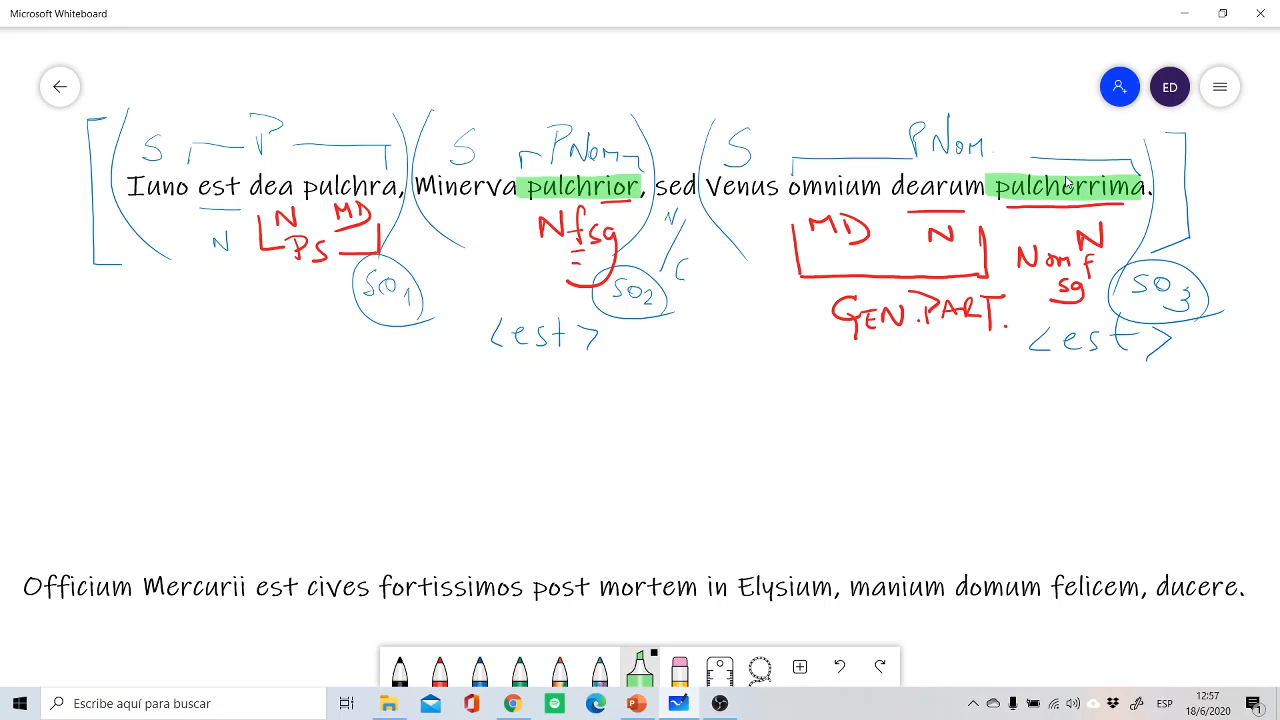 Microsoft Whiteboard
ED
S P S PNom S PNom.
Iuno est dea pulchra, Minerva pulchrior, sed Venus omnium dearum pulcherrima.
N N MD Nfsg N/C MD N N
PS Nom f
sg
SO1 SO2 SO3
GEN. PART.
<est> <est>
Officium Mercurii est cives fortissimos post mortem in Elysium, manium domum felicem, ducere.
Escribe aquí para buscar
ESP
12:57
18/6/2020
1